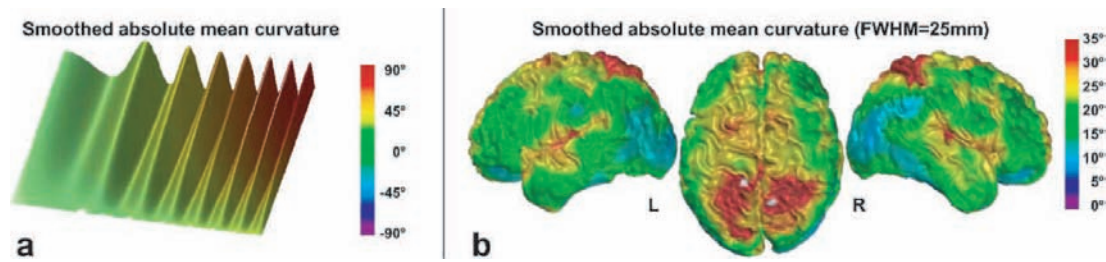 Smoothed absolute mean curvature
90°
45°
0°
-45°
-90°
a
Smoothed absolute mean curvature (FWHM=25mm)
L
R
35°
30°
25°
20°
15°
10°
5°
0°
b